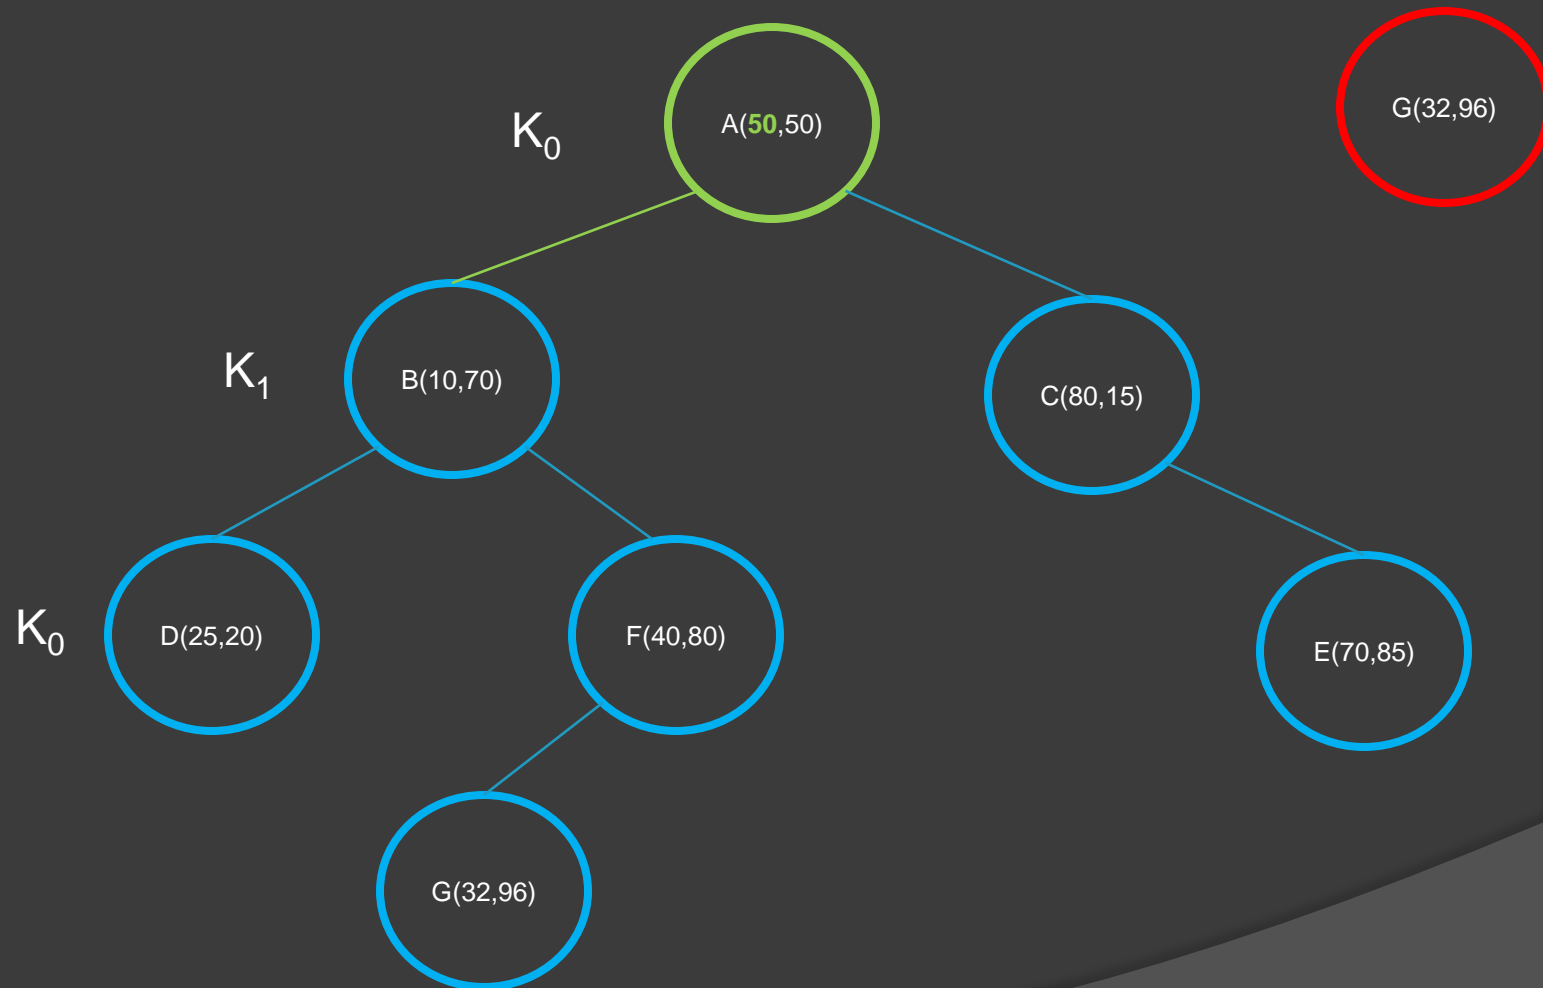 A(50,50)
G(32,96)
K₀
B(10,70)
K₁
C(80,15)
D(25,20)
F(40,80)
E(70,85)
K₀
G(32,96)